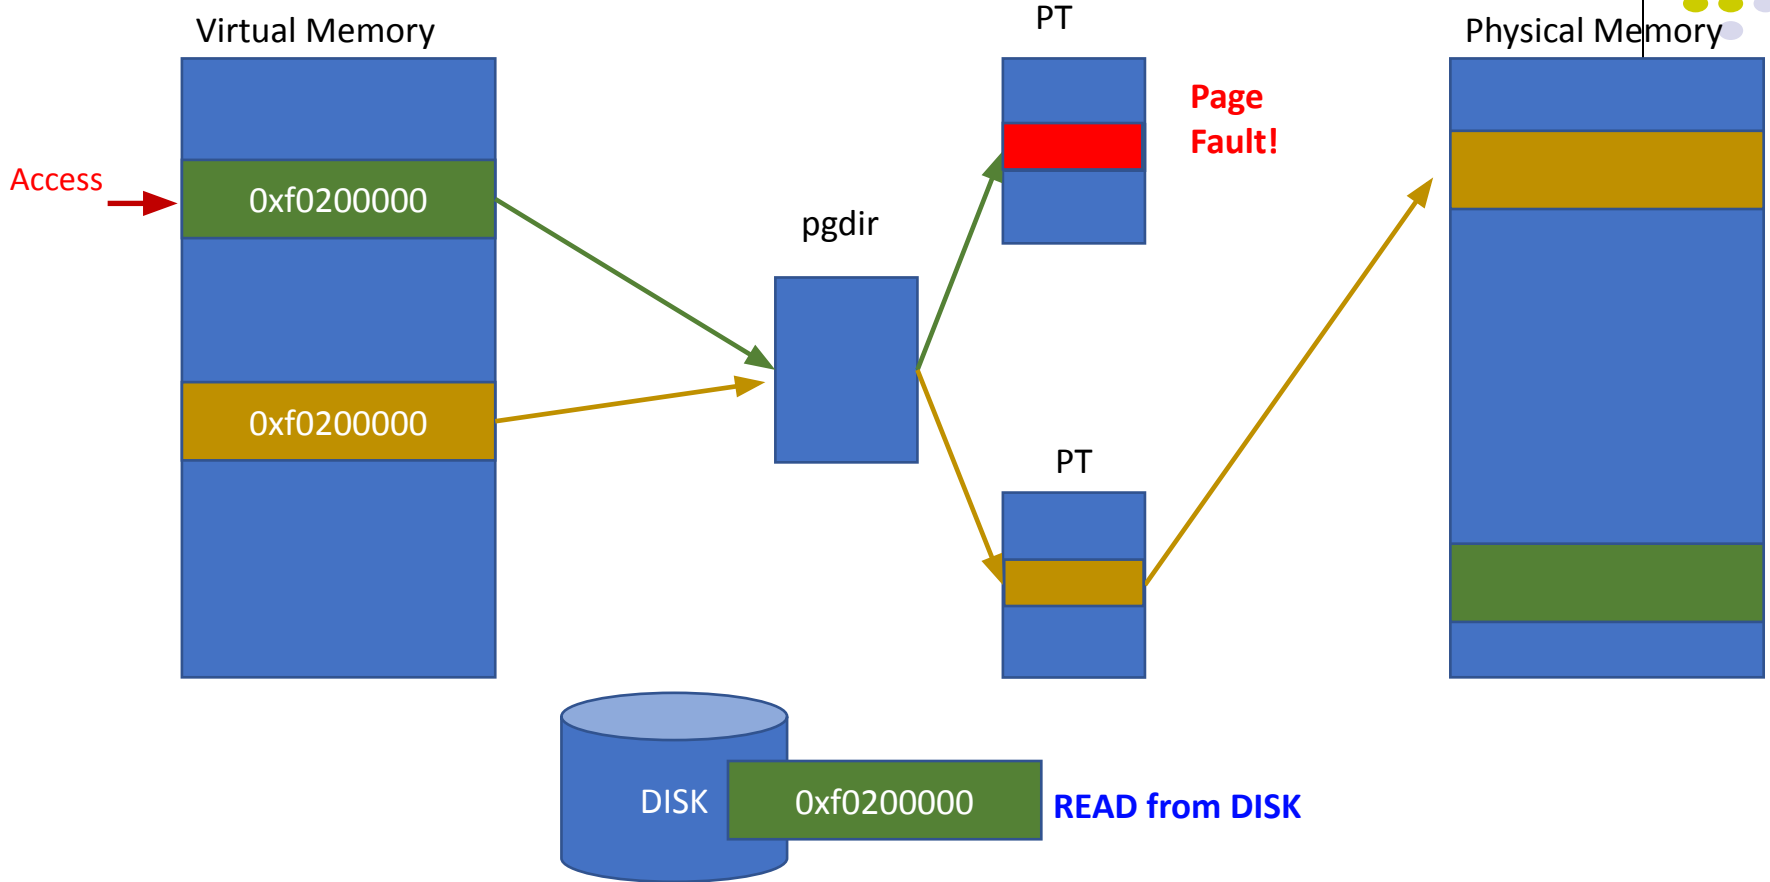 Virtual Memory
PT
Physical Memory
Page
Fault!
Access
0xf0200000
pgdir
0xf0200000
PT
DISK
0xf0200000
READ from DISK